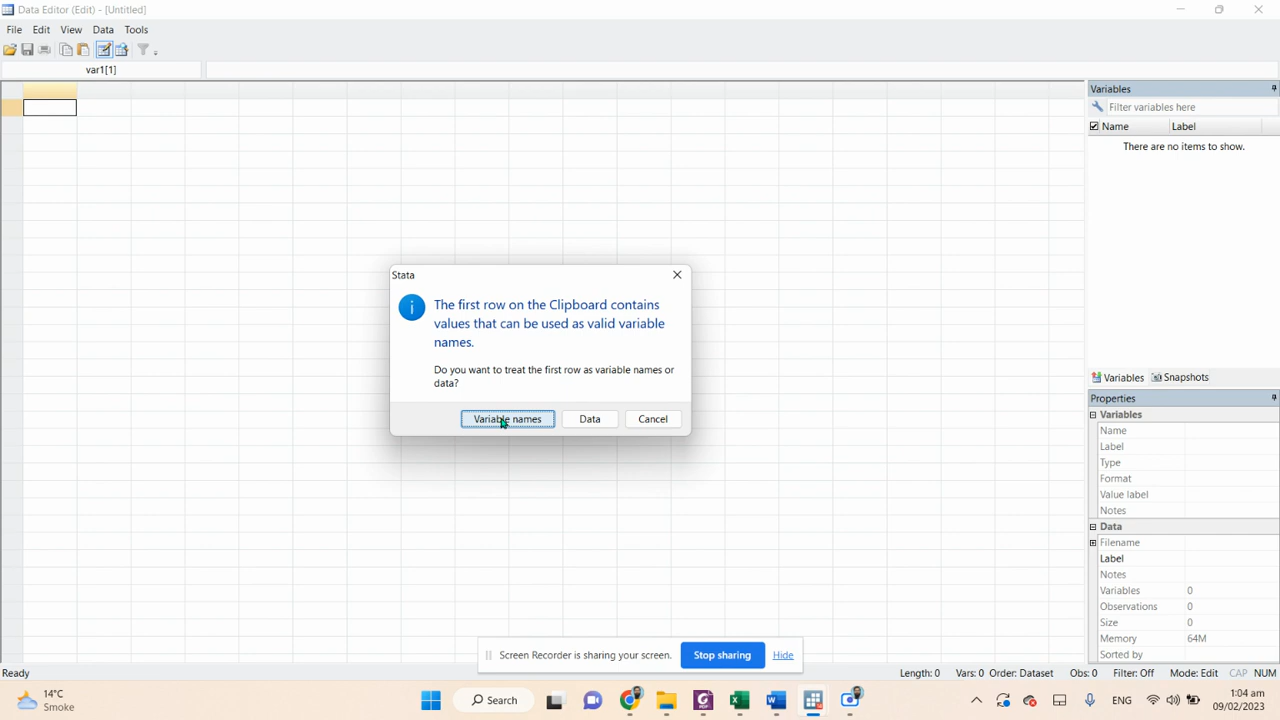 Data Editor (Edit) - [Untitled]
File Edit View Data Tools
var1[1]
Variables
Filter variables here
Name Label
There are no items to show.
Stata
The first row on the Clipboard contains
values that can be used as valid variable
names.
Do you want to treat the first row as variable names or
data?
Variable names Data Cancel
Variables Snapshots
Properties
Variables
Name
Label
Type
Format
Value label
Notes
Data
Filename
Label
Notes
Variables 0
Observations 0
Size 0
Memory 64M
Sorted by
Screen Recorder is sharing your screen. Stop sharing Hide
Ready Length: 0 Vars: 0 Order: Dataset Obs: 0 Filter: Off Mode: Edit CAP NUM
14°C
Smoke
Search
ENG
1:04 am
09/02/2023